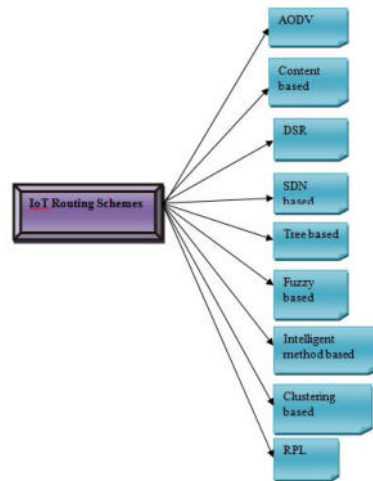 AODV
Content
based
DSR
SDN
based
IoT Routing Schemes
Tree based
Fuzzy
based
Intelligent
method based
Clustering
based
RPL